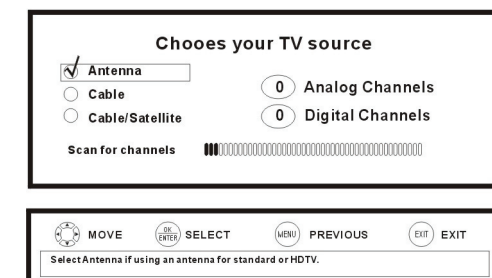 Chooes your TV source
Antenna
Cable
Cable/Satellite
0 Analog Channels
0 Digital Channels
Scan for channels
MOVE OK ENTER SELECT MENU PREVIOUS EXIT EXIT
Select Antenna if using an antenna for standard or HDTV.